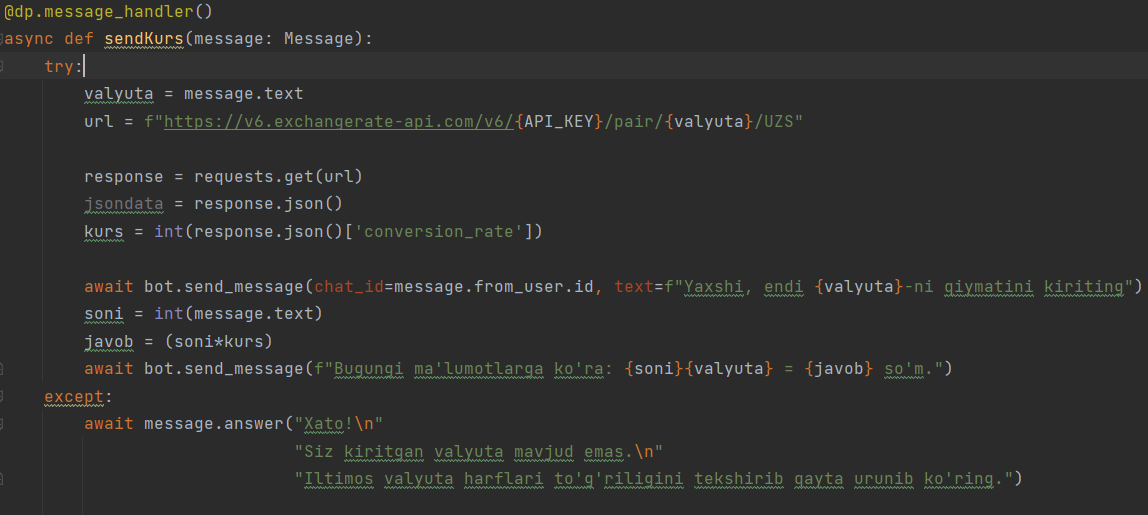 @dp.message_handler()
async def sendKurs(message: Message):
    try:
        valyuta = message.text
        url = f"https://v6.exchangerate-api.com/v6/{API_KEY}/pair/{valyuta}/UZS"
        response = requests.get(url)
        jsondata = response.json()
        kurs = int(response.json()['conversion_rate'])
        await bot.send_message(chat_id=message.from_user.id, text=f"Yaxshi, endi {valyuta}-ni qiymatini kiriting")
        soni = int(message.text)
        javob = (soni*kurs)
        await bot.send_message(f"Bugungi ma'lumotlarga ko'ra: {soni}{valyuta} = {javob} so'm.")
    except:
        await message.answer("Xato!\n"
                             "Siz kiritgan valyuta mavjud emas.\n"
                             "Iltimos valyuta harflari to'g'riligini tekshirib qayta urunib ko'ring.")